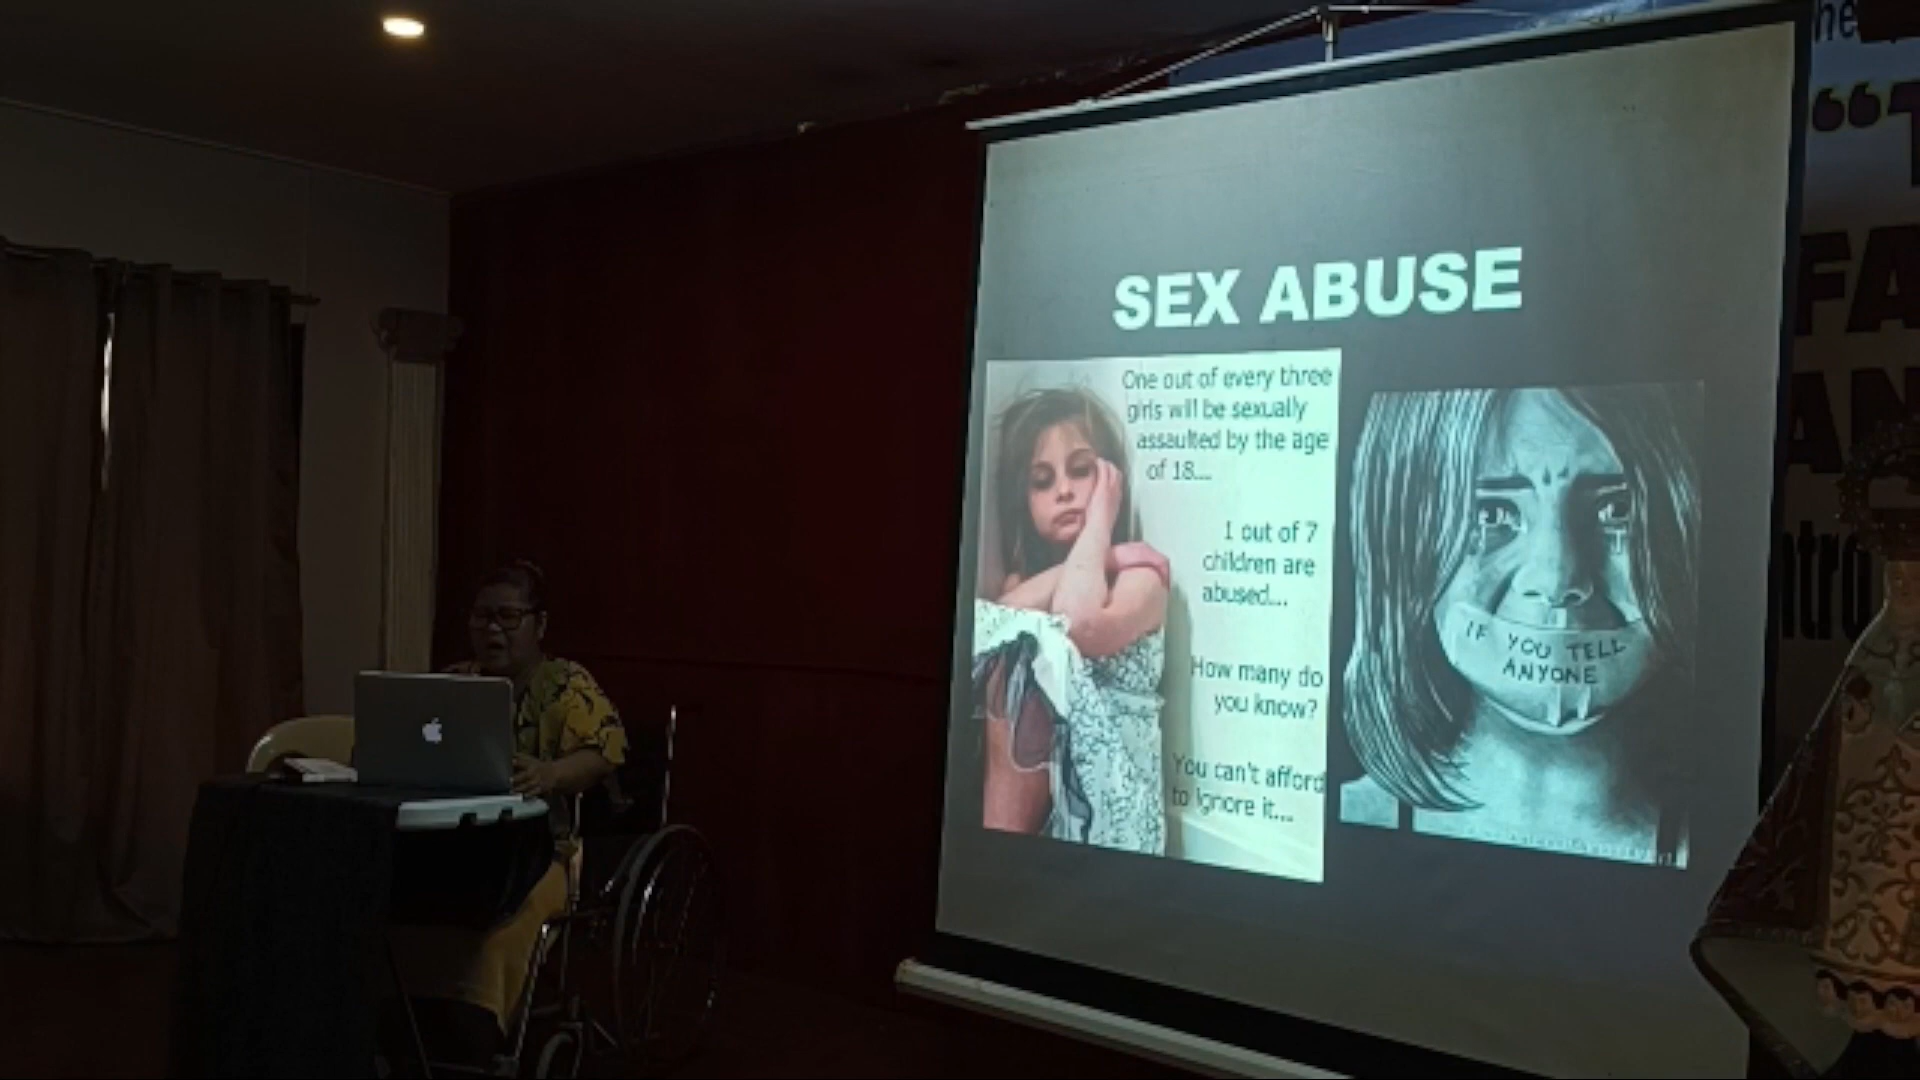 SEX ABUSE
One out of every three
girls will be sexually
assaulted by the age
of 18....
1 out of 7
children are
abused...
How many do
you know?
You can't afford
to ignore it...
IF YOU TELL
ANYONE